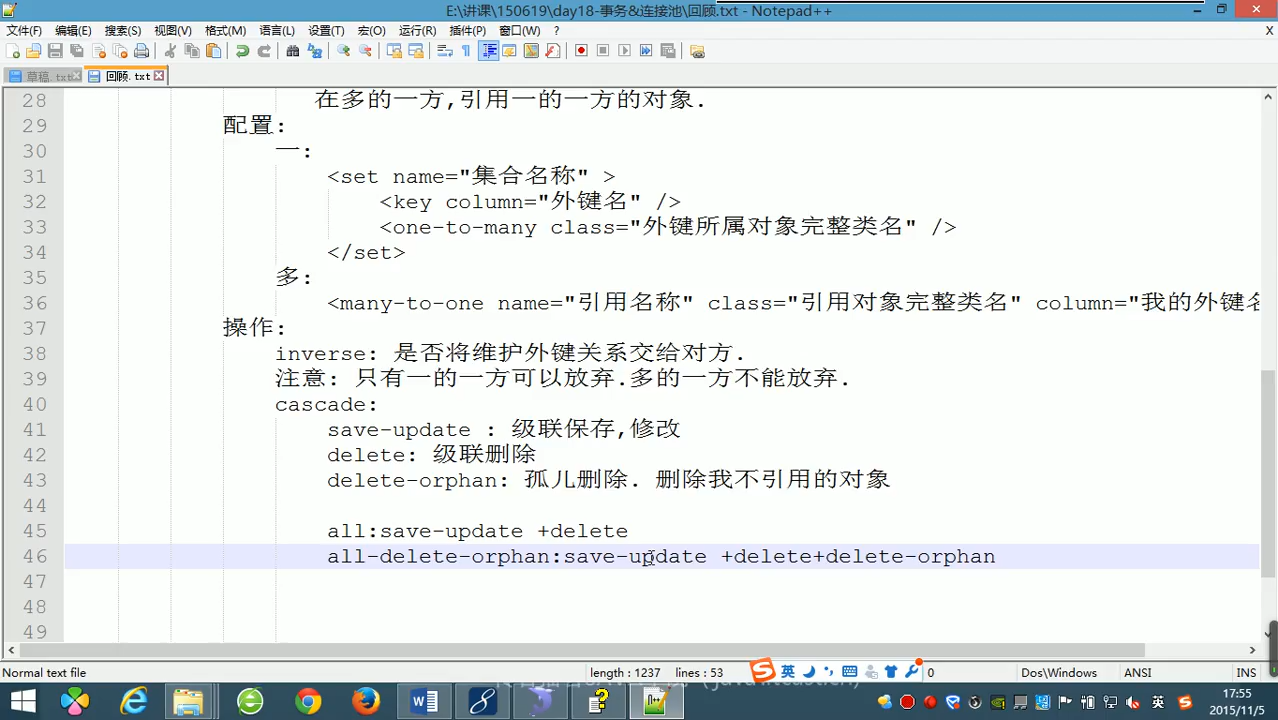 E:\讲课\150619\day18-事务&连接池\回顾.txt - Notepad++
文件(F) 编辑(E) 搜索(S) 视图(V) 格式(M) 语言(L) 设置(T) 宏(O) 运行(R) 插件(P) 窗口(W) ? X
草稿.txt 回顾.txt
28 在多的一方,引用一的一方的对象.
29 配置:
30 一:
31 <set name="集合名称" >
32 <key column="外键名" />
33 <one-to-many class="外键所属对象完整类名" />
34 </set>
35 多:
36 <many-to-one name="引用名称" class="引用对象完整类名" column="我的外键名
37 操作:
38 inverse: 是否将维护外键关系交给对方.
39 注意: 只有一的一方可以放弃.多的一方不能放弃.
40 cascade:
41 save-update : 级联保存,修改
42 delete: 级联删除
43 delete-orphan: 孤儿删除. 删除我不引用的对象
44
45 all:save-update +delete
46 all-delete-orphan:save-update +delete+delete-orphan
47
48
49
Normal text file length : 1237 lines : 53 英 0 Dos\Windows ANSI INS
英 17:55
2015/11/5